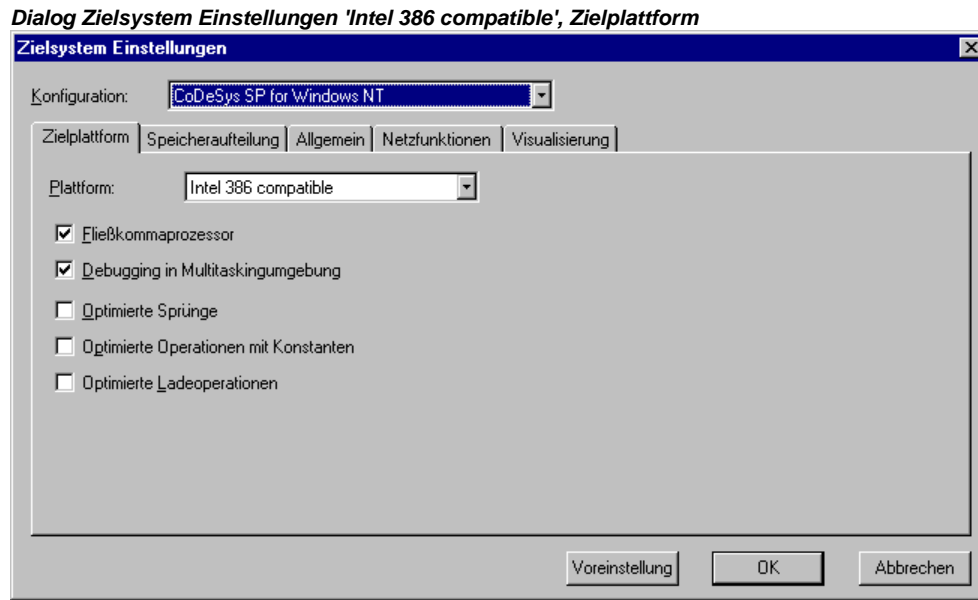 Dialog Zielsystem Einstellungen 'Intel 386 compatible', Zielplattform
Zielsystem Einstellungen
Konfiguration: CoDeSys SP for Windows NT
Zielplattform Speicheraufteilung Allgemein Netzfunktionen Visualisierung
Plattform: Intel 386 compatible
Fließkommaprozessor
Debugging in Multitaskingumgebung
Optimierte Sprünge
Optimierte Operationen mit Konstanten
Optimierte Ladeoperationen
Voreinstellung OK Abbrechen